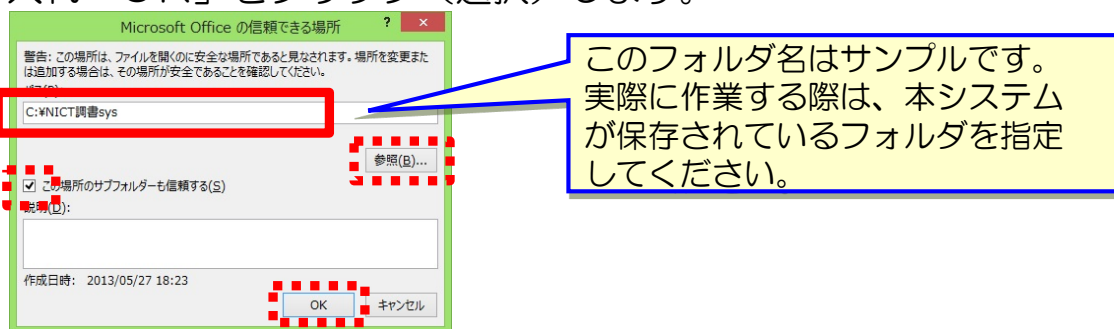 Microsoft Office の信頼できる場所
? ×
警告: この場所は、ファイルを開くのに安全な場所であると見なされます。場所を変更また
は追加する場合は、その場所が安全であることを確認してください。
C:¥NICT調書sys
参照(B)...
この場所のサブフォルダーも信頼する(S)
説明(D):
作成日時: 2013/05/27 18:23
OK キャンセル
このフォルダ名はサンプルです。
実際に作業する際は、本システム
が保存されているフォルダを指定
してください。